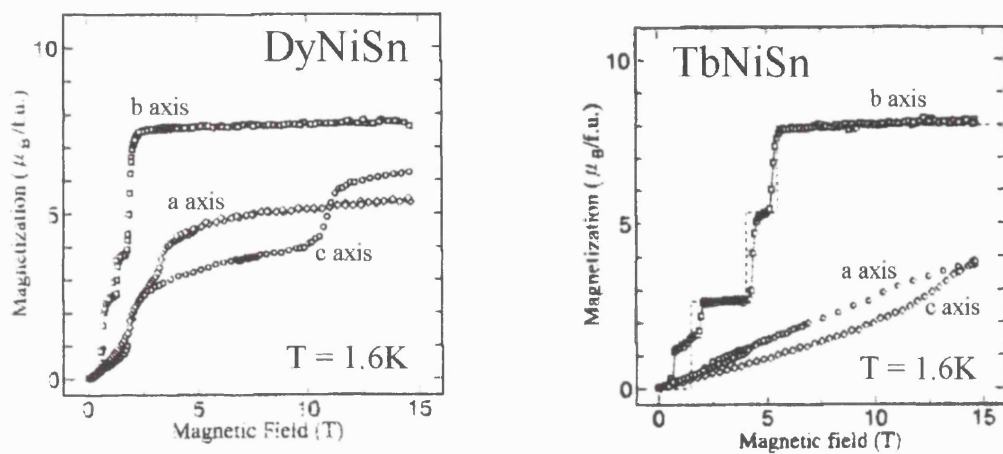 DyNiSn
b axis
a axis
c axis
T = 1.6K
Magnetization (μB/f.u.)
10
5
0
0 5 10 15
Magnetic Field (T)
TbNiSn
b axis
a axis
c axis
T = 1.6K
Magnetization (μB/f.u.)
10
5
0
0 5 10 15
Magnetic field (T)